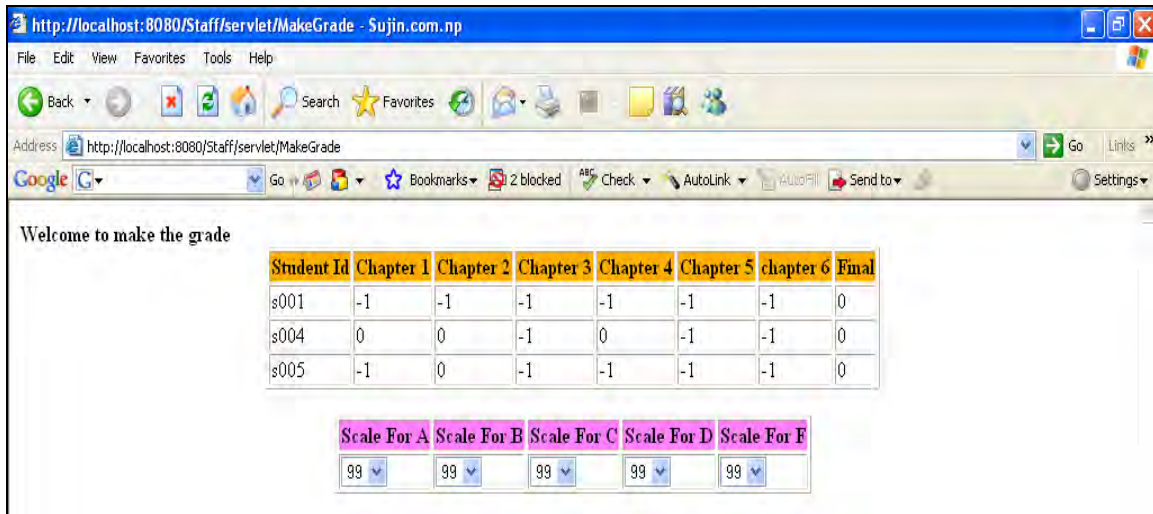 http://localhost:8080/Staff/servlet/MakeGrade - Sujin.com.np
File Edit View Favorites Tools Help
Back Search Favorites
Address http://localhost:8080/Staff/servlet/MakeGrade Go Links »
Google G Go Bookmarks 2 blocked ABC Check AutoLink AutoFill Send to Settings
Welcome to make the grade
Student Id Chapter 1 Chapter 2 Chapter 3 Chapter 4 Chapter 5 chapter 6 Final
s001 -1 -1 -1 -1 -1 -1 0
s004 0 0 -1 0 -1 -1 0
s005 -1 0 -1 -1 -1 -1 0
Scale For A Scale For B Scale For C Scale For D Scale For F
99 99 99 99 99